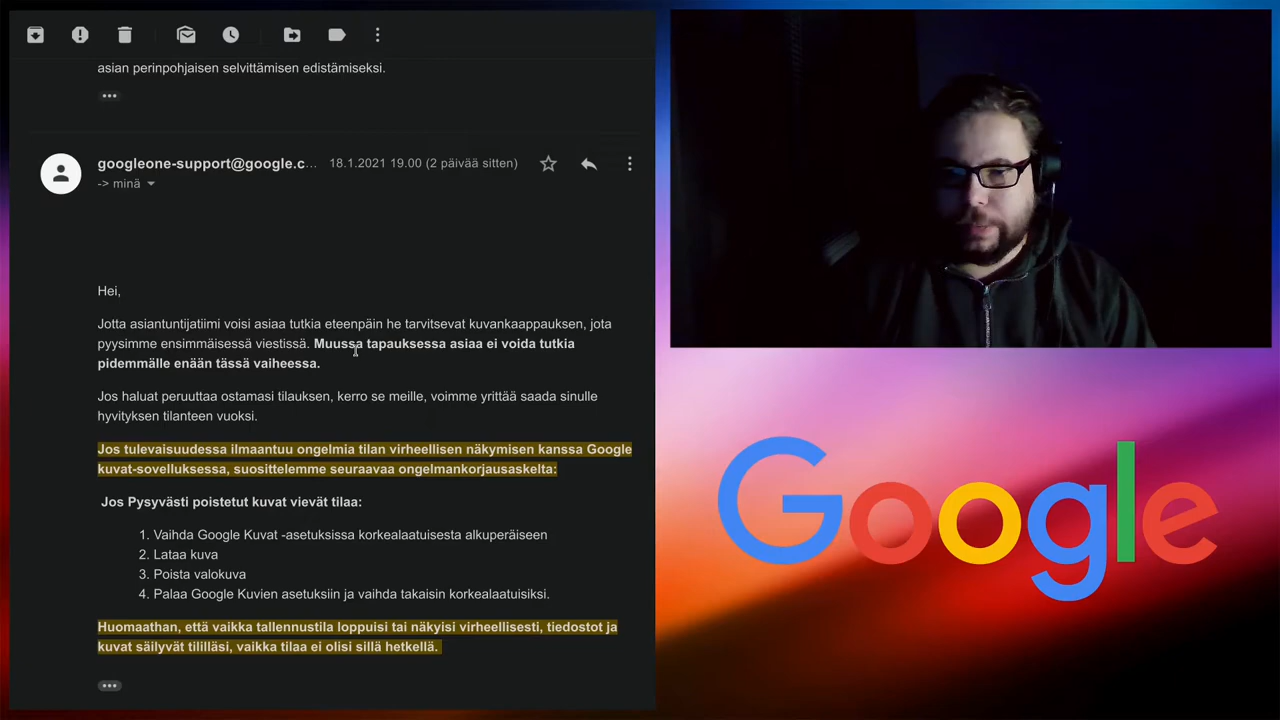 asian perinpohjaisen selvittämisen edistämiseksi.
googleone-support@google.c... 18.1.2021 19.00 (2 päivää sitten)
-> minä
Hei,
Jotta asiantuntijatiimi voisi asiaa tutkia eteenpäin he tarvitsevat kuvankaappauksen, jota
pyysimme ensimmäisessä viestissä. Muussa tapauksessa asiaa ei voida tutkia
pidemmälle enään tässä vaiheessa.
Jos haluat peruuttaa ostamasi tilauksen, kerro se meille, voimme yrittää saada sinulle
hyvityksen tilanteen vuoksi.
Jos tulevaisuudessa ilmaantuu ongelmia tilan virheellisen näkymisen kanssa Google
kuvat-sovelluksessa, suosittelemme seuraavaa ongelmankorjausaskelta:
Jos Pysyvästi poistetut kuvat vievät tilaa:
1. Vaihda Google Kuvat -asetuksissa korkealaatuisesta alkuperäiseen
2. Lataa kuva
3. Poista valokuva
4. Palaa Google Kuvien asetuksiin ja vaihda takaisin korkealaatuisiksi.
Huomaathan, että vaikka tallennustila loppuisi tai näkyisi virheellisesti, tiedostot ja
kuvat säilyvät tililläsi, vaikka tilaa ei olisi sillä hetkellä.
Google